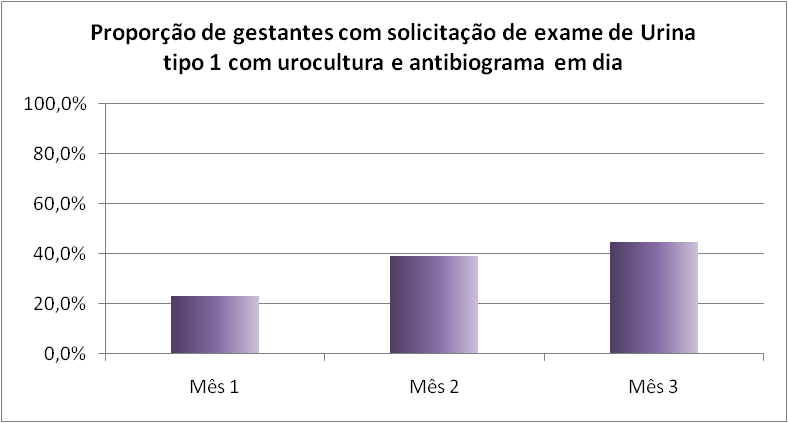 Proporção de gestantes com solicitação de exame de Urina
tipo 1 com urocultura e antibiograma em dia
100,0%
80,0%
60,0%
40,0%
20,0%
0,0%
Mês 1
Mês 2
Mês 3